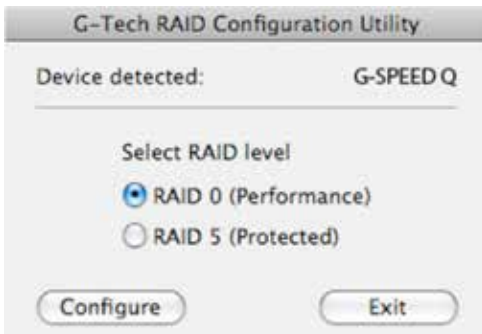 G-Tech RAID Configuration Utility
Device detected: G-SPEED Q
Select RAID level
RAID 0 (Performance)
RAID 5 (Protected)
Configure Exit